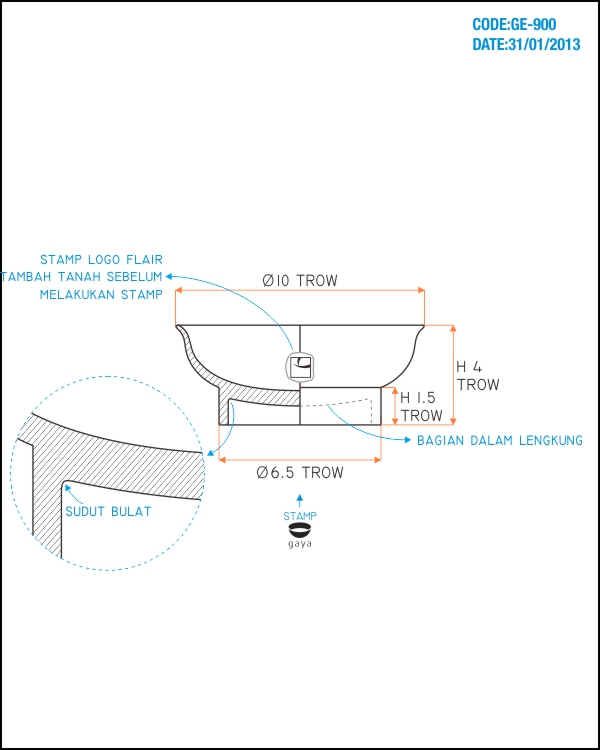 CODE:GE-900
DATE:31/01/2013
STAMP LOGO FLAIR
TAMBAH TANAH SEBELUM
MELAKUKAN STAMP
Ø10 TROW
H 4
TROW
H 1.5
TROW
BAGIAN DALAM LENGKUNG
Ø6.5 TROW
SUDUT BULAT
STAMP
gaya